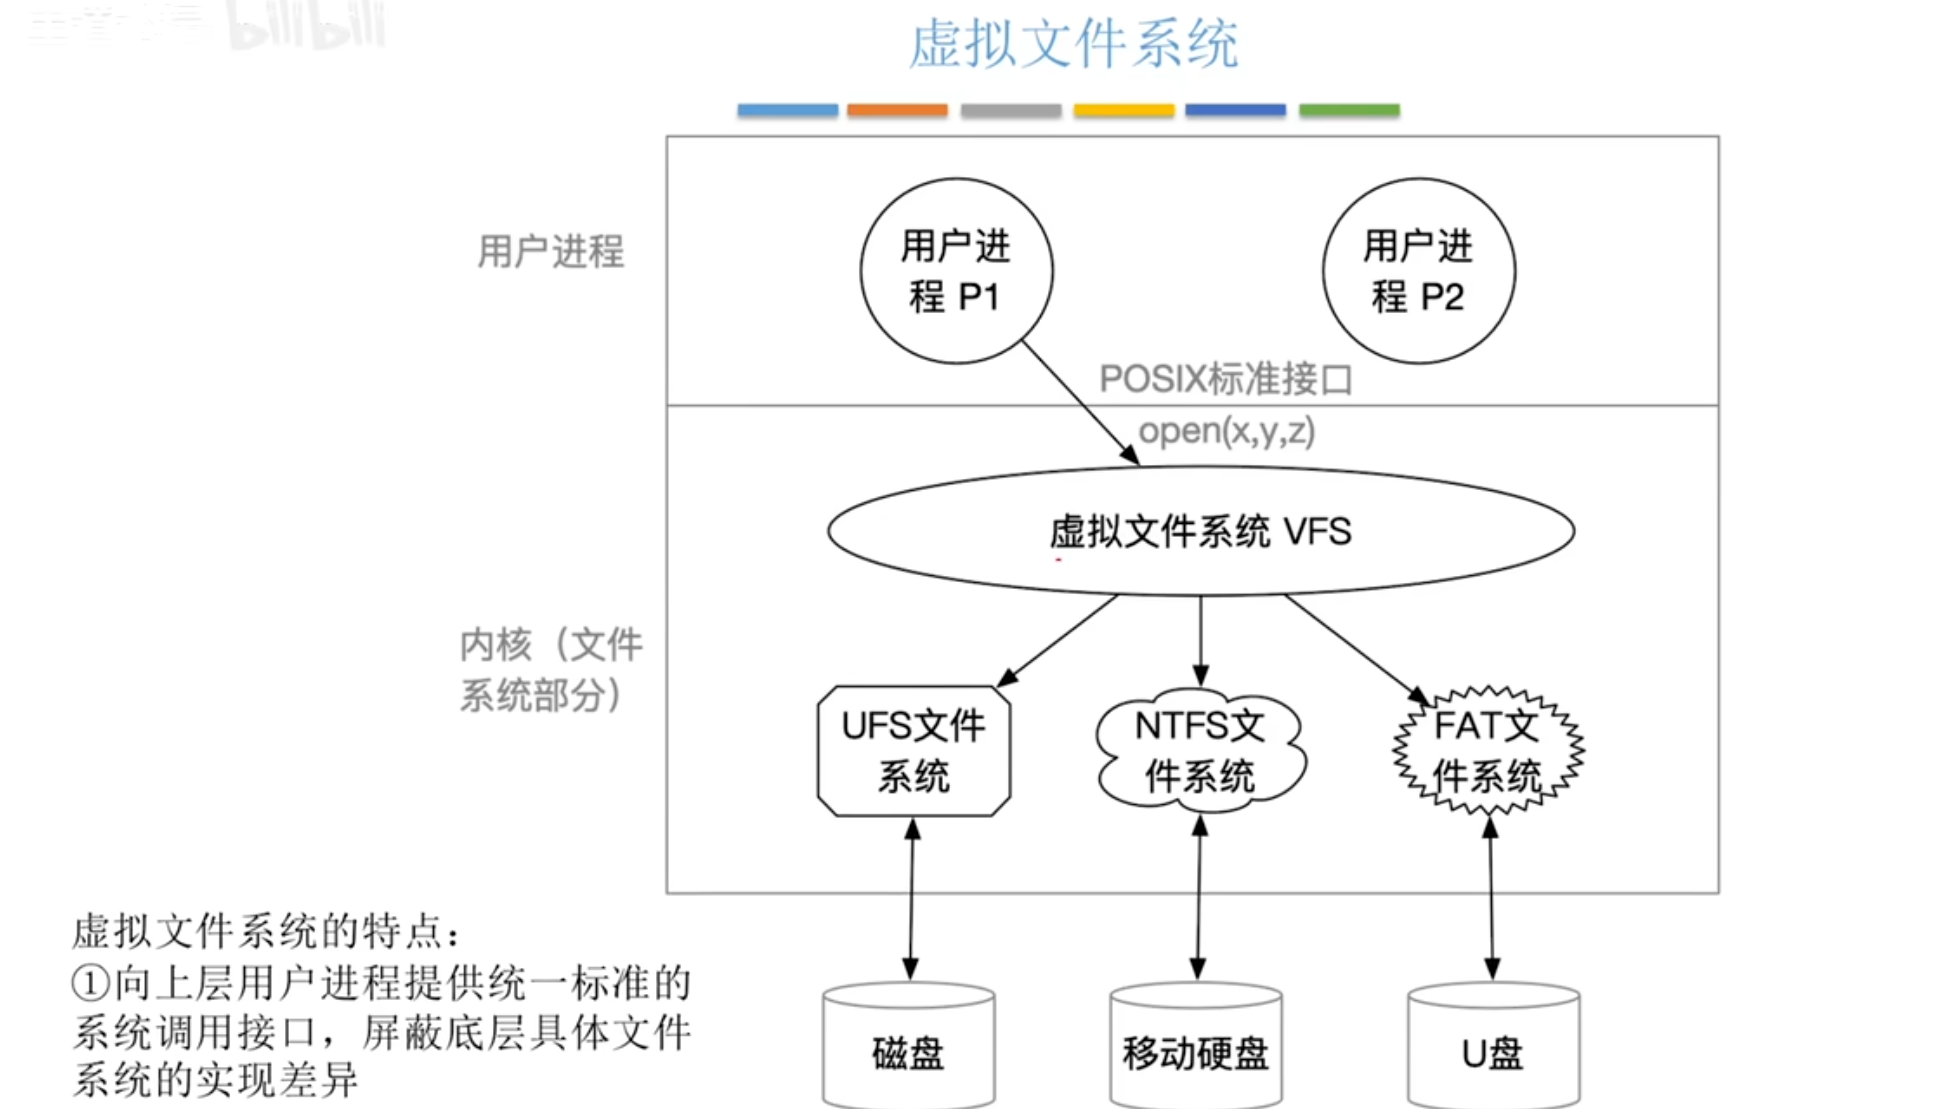 bilibili
虚拟文件系统
用户进程
用户进
程 P1
用户进
程 P2
POSIX标准接口
open(x,y,z)
虚拟文件系统 VFS
内核（文件
系统部分）
UFS文件
系统
NTFS文
件系统
FAT文
件系统
磁盘
移动硬盘
U盘
虚拟文件系统的特点：
①向上层用户进程提供统一标准的
系统调用接口，屏蔽底层具体文件
系统的实现差异